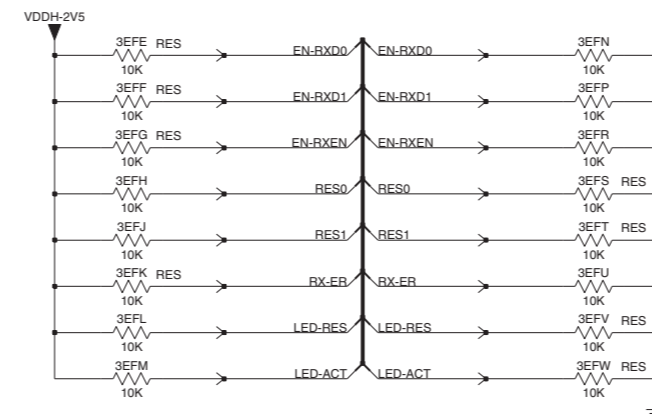 VDDH-2V5
3EFE RES EN-RXD0 EN-RXD0 3EFN
10K 10K
3EFF RES EN-RXD1 EN-RXD1 3EFP
10K 10K
3EFG RES EN-RXEN EN-RXEN 3EFR
10K 10K
3EFH RES0 RES0 3EFS RES
10K 10K
3EFJ RES1 RES1 3EFT RES
10K 10K
3EFK RES RX-ER RX-ER 3EFU
10K 10K
3EFL LED-RES LED-RES 3EFV RES
10K 10K
3EFM LED-ACT LED-ACT 3EFW RES
10K 10K